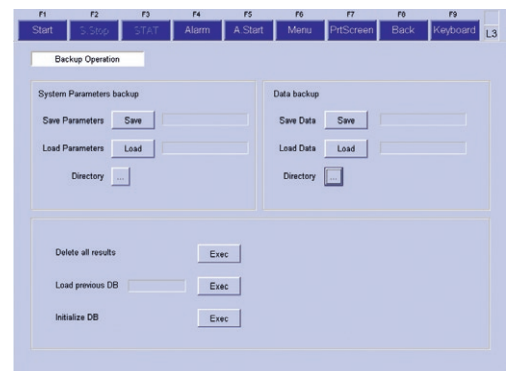 F1 F2 F3 F4 F5 F6 F7 F8 F9
Start S.Stop STAT Alarm A.Start Menu PrtScreen Back Keyboard L3
Backup Operation
System Parameters backup
Save Parameters Save
Load Parameters Load
Directory ...
Data backup
Save Data Save
Load Data Load
Directory ...
Delete all results Exec
Load previous DB Exec
Initialize DB Exec